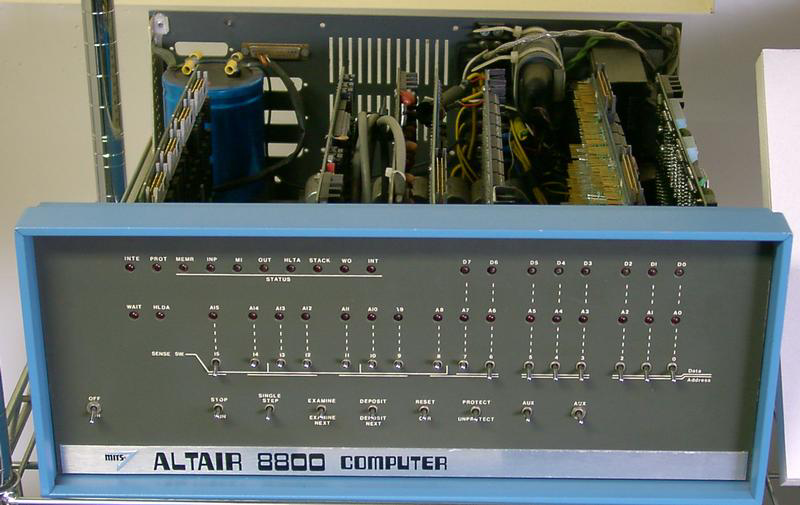 INTE PROT MEMR INP MI OUT HLTA STACK WO INT D7 D6 D5 D4 D3 D2 D1 D0
STATUS
WAIT HLDA A15 A14 A13 A12 A11 A10 A9 A8 A7 A6 A5 A4 A3 A2 A1 A0
SENSE SW. 15 14 13 12 11 10 9 8 7 6 5 4 3 2 1 0
Data
Address
OFF STOP SINGLE STEP EXAMINE DEPOSIT RESET PROTECT AUX AUX
EXAMINE NEXT DEPOSIT NEXT CLR UNPROTECT
mits ALTAIR 8800 COMPUTER